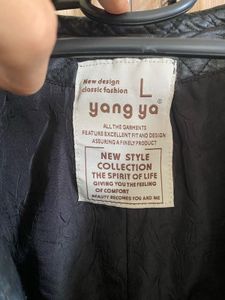 New design
classic fashion
L
yang ya
ALL THE GARMENTS
FEATURE EXCELLENT FIT AND DESIGN
ASSURING A FINELY PRODUCT
NEW STYLE
COLLECTION
THE SPIRIT OF LIFE
GIVING YOU THE FEELING
OF COMFORT
BEAUTY BECOMES YOU AND ME